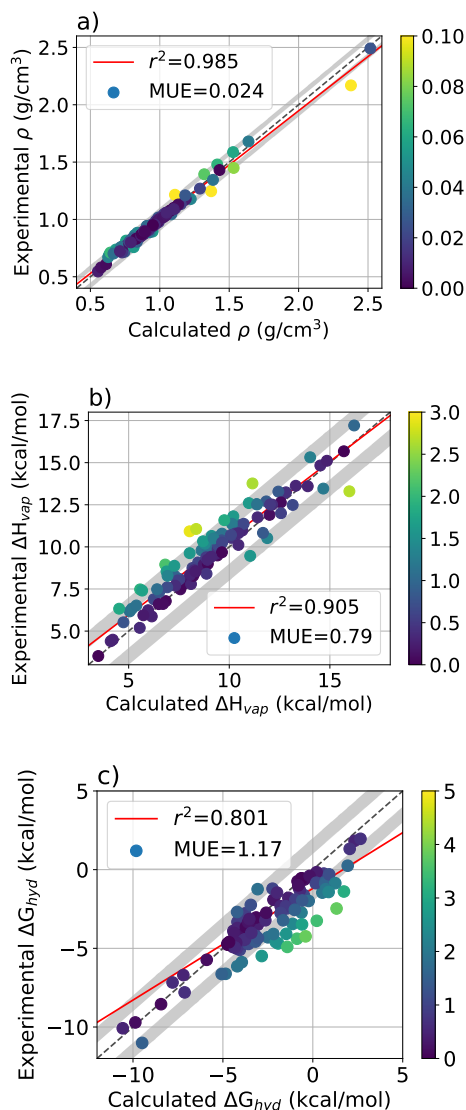 a)
2.5
2.0
1.5
1.0
0.5
Experimental ρ (g/cm³)
r²=0.985
MUE=0.024
0.5 1.0 1.5 2.0 2.5
Calculated ρ (g/cm³)
0.10
0.08
0.06
0.04
0.02
0.00
b)
17.5
15.0
12.5
10.0
7.5
5.0
Experimental ΔHvap (kcal/mol)
r²=0.905
MUE=0.79
5 10 15
Calculated ΔHvap (kcal/mol)
3.0
2.5
2.0
1.5
1.0
0.5
0.0
c)
5
0
−5
−10
Experimental ΔGhyd (kcal/mol)
r²=0.801
MUE=1.17
−10 −5 0 5
Calculated ΔGhyd (kcal/mol)
5
4
3
2
1
0